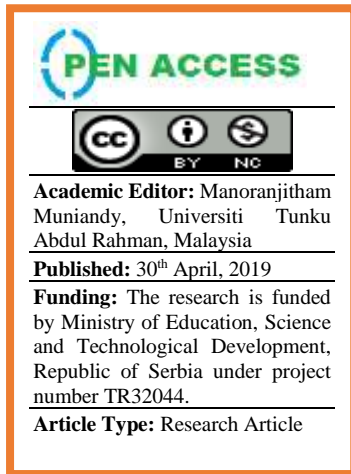 OPEN ACCESS
cc
BY NC
Academic Editor: Manoranjitham
Muniandy, Universiti Tunku
Abdul Rahman, Malaysia
Published: 30th April, 2019
Funding: The research is funded
by Ministry of Education, Science
and Technological Development,
Republic of Serbia under project
number TR32044.
Article Type: Research Article